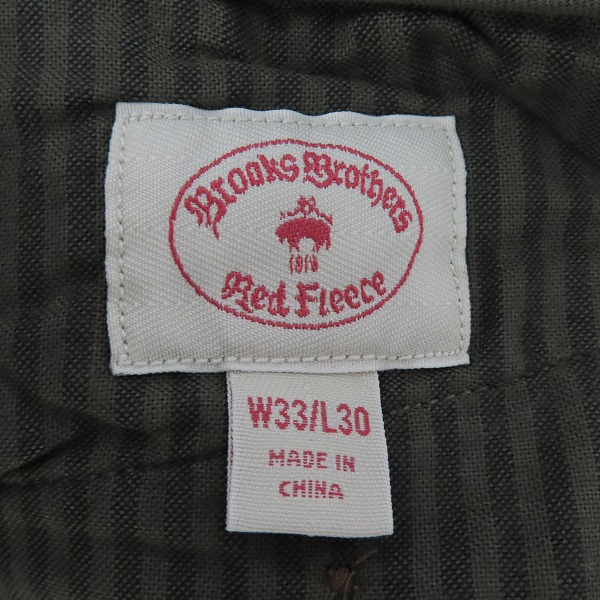 Brooks Brothers
1818
Red Fleece
W33/L30
MADE IN
CHINA